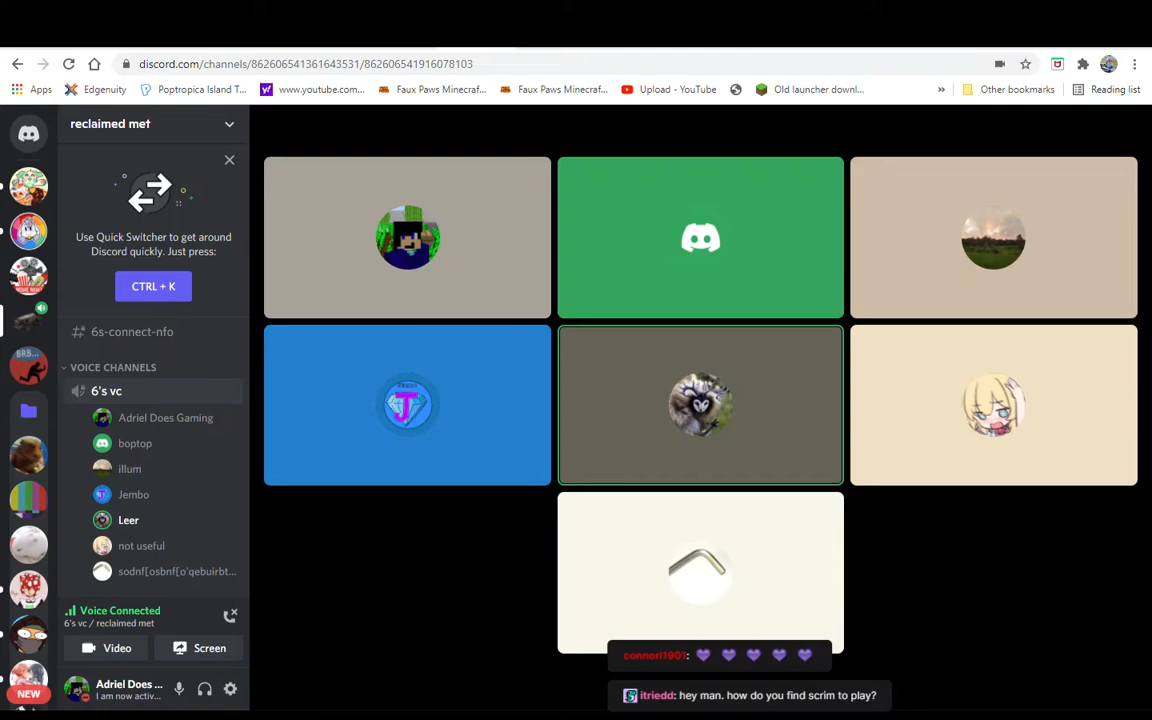 discord.com/channels/862606541361643531/862606541916078103
Apps
Edgenuity
Poptropica Island T...
www.youtube.com...
Faux Paws Minecraf...
Faux Paws Minecraf...
Upload - YouTube
Old launcher downl...
»
Other bookmarks
Reading list
reclaimed met
Use Quick Switcher to get around
Discord quickly. Just press:
CTRL + K
6s-connect-nfo
VOICE CHANNELS
6's vc
Adriel Does Gaming
boptop
illum
Jembo
Leer
not useful
sodnf[osbnf[o'qebuirbt...
Voice Connected
6's vc / reclaimed met
Video
Screen
Adriel Does ...
I am now activ...
NEW
BRB...
J
connorl1901: 💜 💜 💜 💜 💜
itriedd: hey man. how do you find scrim to play?